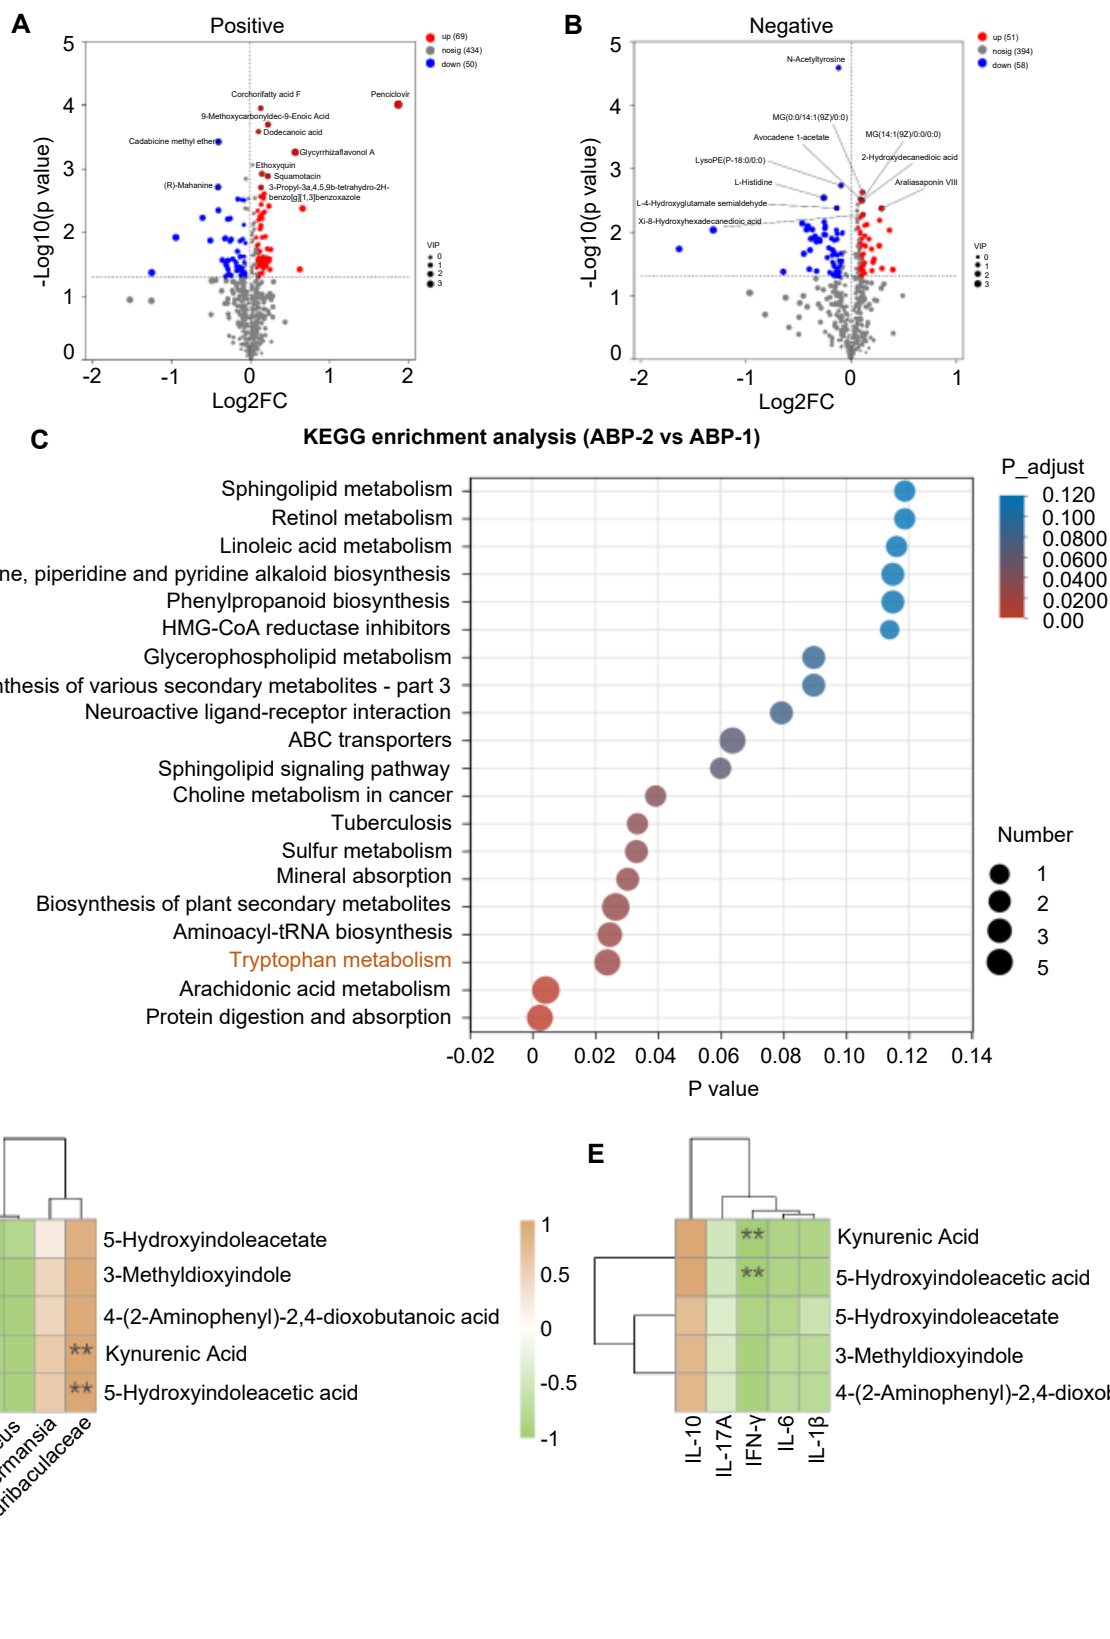 A
Positive
up (69)
nosig (434)
down (50)
5
4
3
2
1
0
-Log10(p value)
Corchorifatty acid F
Penciclovir
9-Methoxycarbonyldec-9-Enoic Acid
Dodecanoic acid
Cadabicine methyl ether
Glycyrrhizaflavonol A
Ethoxyquin
Squamotacin
(R)-Mahanine
3-Propyl-3a,4,5,9b-tetrahydro-2H-
benzo[g][1,3]benzoxazole
VIP
0
1
2
3
-2
-1
0
1
2
Log2FC
B
Negative
up (51)
nosig (394)
down (58)
5
4
3
2
1
0
-Log10(p value)
N-Acetyltyrosine
MG(0:0/14:1(9Z)/0:0)
Avocadene 1-acetate
MG(14:1(9Z)/0:0/0:0)
LysoPE(P-18:0/0:0)
2-Hydroxydecanedioic acid
L-Histidine
Araliasaponin VIII
L-4-Hydroxyglutamate semialdehyde
Xi-8-Hydroxyhexadecanedioic acid
VIP
0
1
2
3
-2
-1
0
1
Log2FC
C
KEGG enrichment analysis (ABP-2 vs ABP-1)
Sphingolipid metabolism
Retinol metabolism
Linoleic acid metabolism
ne, piperidine and pyridine alkaloid biosynthesis
Phenylpropanoid biosynthesis
HMG-CoA reductase inhibitors
Glycerophospholipid metabolism
nthesis of various secondary metabolites - part 3
Neuroactive ligand-receptor interaction
ABC transporters
Sphingolipid signaling pathway
Choline metabolism in cancer
Tuberculosis
Sulfur metabolism
Mineral absorption
Biosynthesis of plant secondary metabolites
Aminoacyl-tRNA biosynthesis
Tryptophan metabolism
Arachidonic acid metabolism
Protein digestion and absorption
-0.02
0
0.02
0.04
0.06
0.08
0.10
0.12
0.14
P value
P_adjust
0.120
0.100
0.0800
0.0600
0.0400
0.0200
0.00
Number
1
2
3
5
5-Hydroxyindoleacetate
3-Methyldioxyindole
4-(2-Aminophenyl)-2,4-dioxobutanoic acid
** Kynurenic Acid
** 5-Hydroxyindoleacetic acid
eus
ermansia
uribaculaceae
1
0.5
0
-0.5
-1
E
** Kynurenic Acid
** 5-Hydroxyindoleacetic acid
5-Hydroxyindoleacetate
3-Methyldioxyindole
4-(2-Aminophenyl)-2,4-dioxob
IL-10
IL-17A
IFN-γ
IL-6
IL-1β